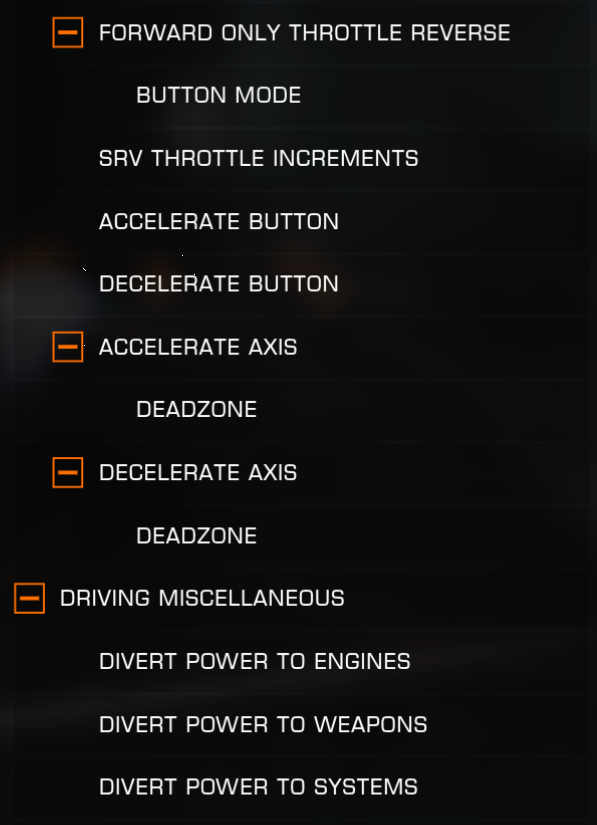 FORWARD ONLY THROTTLE REVERSE
BUTTON MODE
SRV THROTTLE INCREMENTS
ACCELERATE BUTTON
DECELERATE BUTTON
ACCELERATE AXIS
DEADZONE
DECELERATE AXIS
DEADZONE
DRIVING MISCELLANEOUS
DIVERT POWER TO ENGINES
DIVERT POWER TO WEAPONS
DIVERT POWER TO SYSTEMS